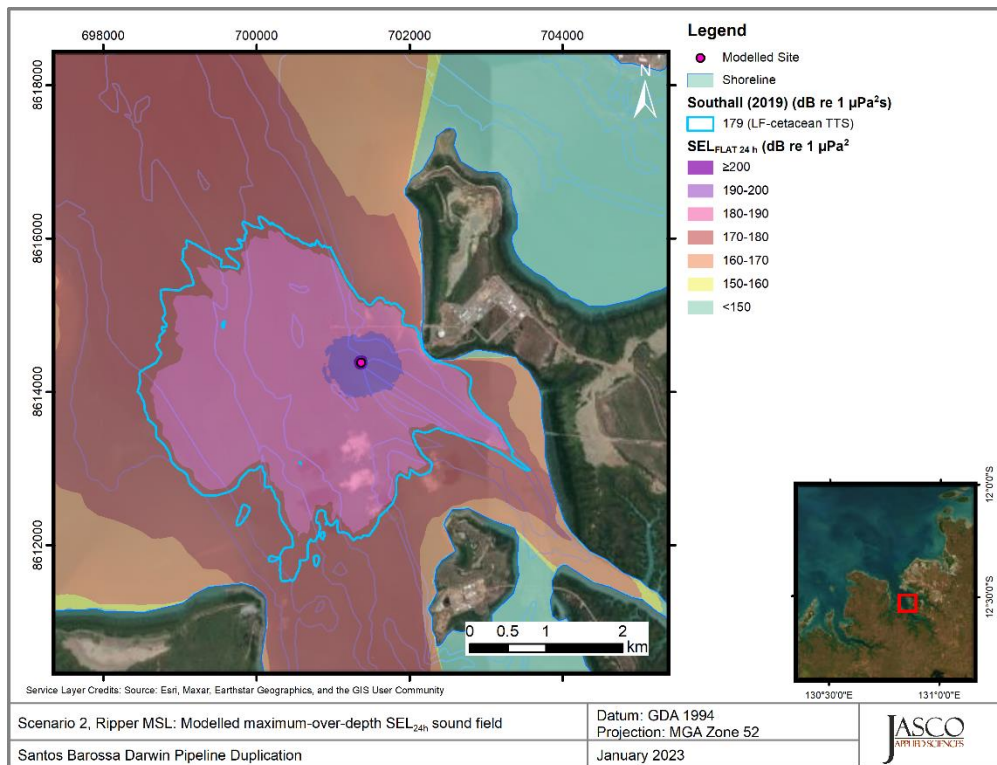 698000 700000 702000 704000
8618000
8616000
8614000
8612000
N
0 0.5 1 2
km
Legend
Modelled Site
Shoreline
Southall (2019) (dB re 1 µPa²s)
179 (LF-cetacean TTS)
SELFLAT 24 h (dB re 1 µPa²
≥200
190-200
180-190
170-180
160-170
150-160
<150
12°0'0"S
12°30'0"S
130°30'0"E 131°0'0"E
Service Layer Credits: Source: Esri, Maxar, Earthstar Geographics, and the GIS User Community
Scenario 2, Ripper MSL: Modelled maximum-over-depth SEL24h sound field
Santos Barossa Darwin Pipeline Duplication
Datum: GDA 1994
Projection: MGA Zone 52
January 2023
JASCO
APPLIED SCIENCES